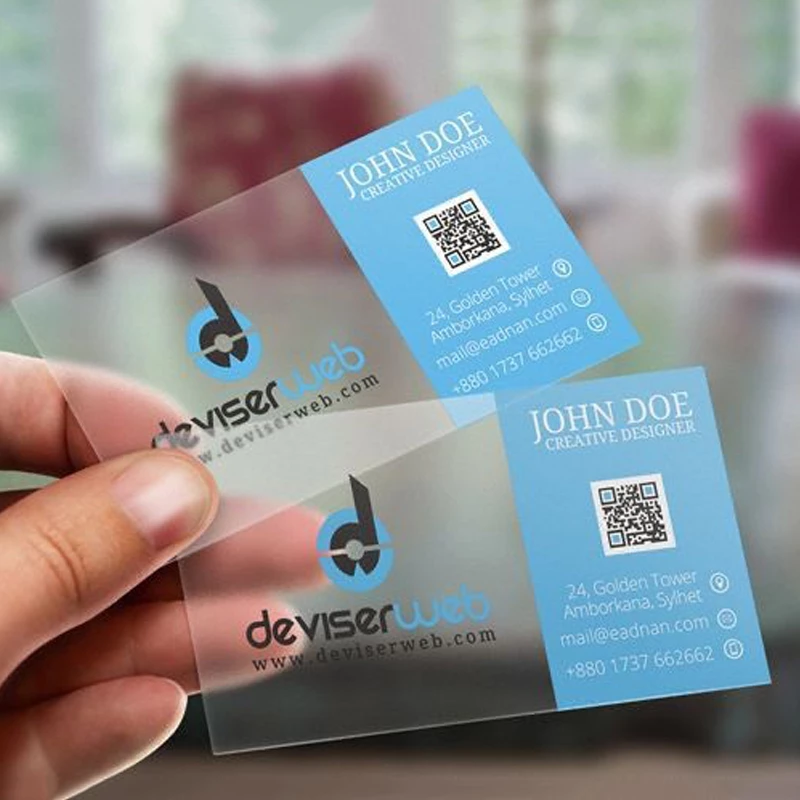 JOHN DOE
CREATIVE DESIGNER
24, Golden Tower
Amborkana, Sylhet
mail@eadnan.com
+880 1737 662662
deviserweb
w.deviserweb.com
JOHN DOE
CREATIVE DESIGNER
24, Golden Tower
Amborkana, Sylhet
mail@eadnan.com
+880 1737 662662
deviserweb
www.deviserweb.com